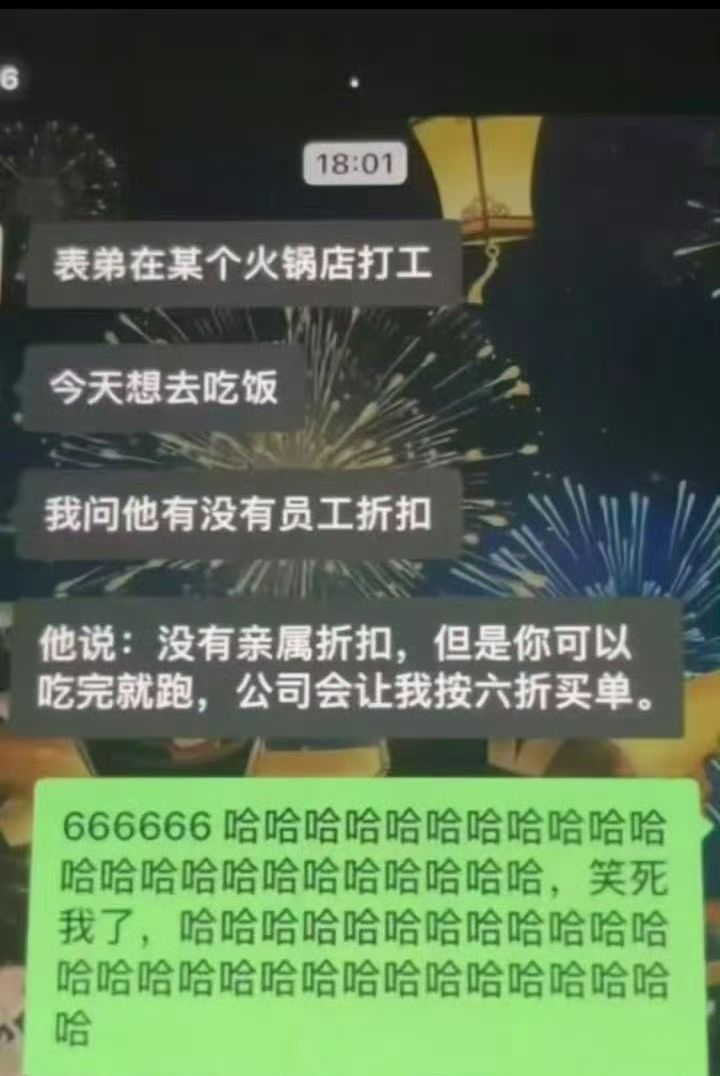 6
18:01
表弟在某个火锅店打工
今天想去吃饭
我问他有没有员工折扣
他说：没有亲属折扣，但是你可以
吃完就跑，公司会让我按六折买单。
666666 哈哈哈哈哈哈哈哈哈哈哈
哈哈哈哈哈哈哈哈哈哈哈哈，笑死
我了，哈哈哈哈哈哈哈哈哈哈哈哈
哈哈哈哈哈哈哈哈哈哈哈哈哈哈哈
哈